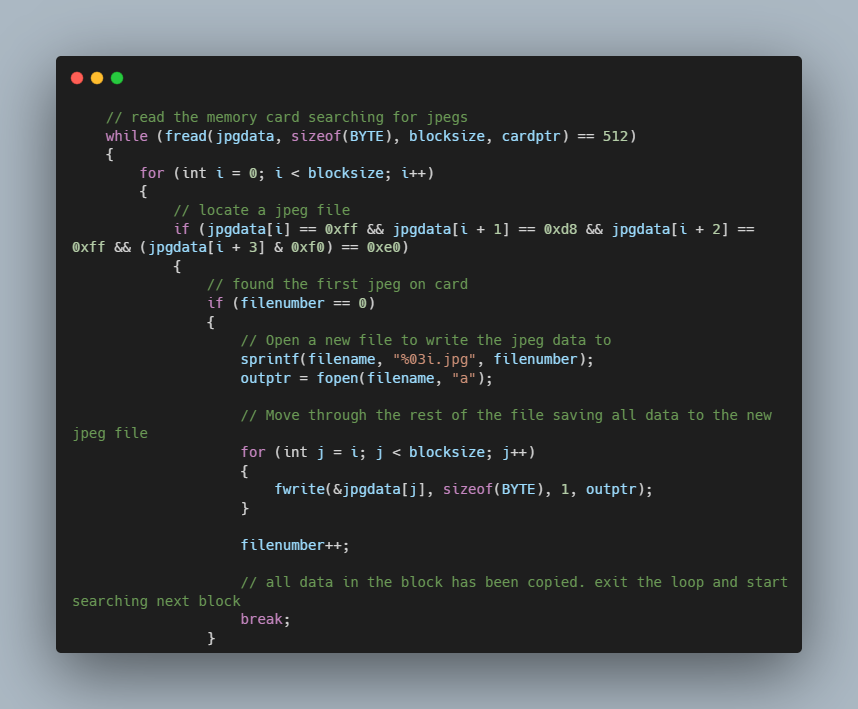 // read the memory card searching for jpegs
while (fread(jpgdata, sizeof(BYTE), blocksize, cardptr) == 512)
{
for (int i = 0; i < blocksize; i++)
{
// locate a jpeg file
if (jpgdata[i] == 0xff && jpgdata[i + 1] == 0xd8 && jpgdata[i + 2] ==
0xff && (jpgdata[i + 3] & 0xf0) == 0xe0)
{
// found the first jpeg on card
if (filenumber == 0)
{
// Open a new file to write the jpeg data to
sprintf(filename, "%03i.jpg", filenumber);
outptr = fopen(filename, "a");
// Move through the rest of the file saving all data to the new
jpeg file
for (int j = i; j < blocksize; j++)
{
fwrite(&jpgdata[j], sizeof(BYTE), 1, outptr);
}
filenumber++;
// all data in the block has been copied. exit the loop and start
searching next block
break;
}